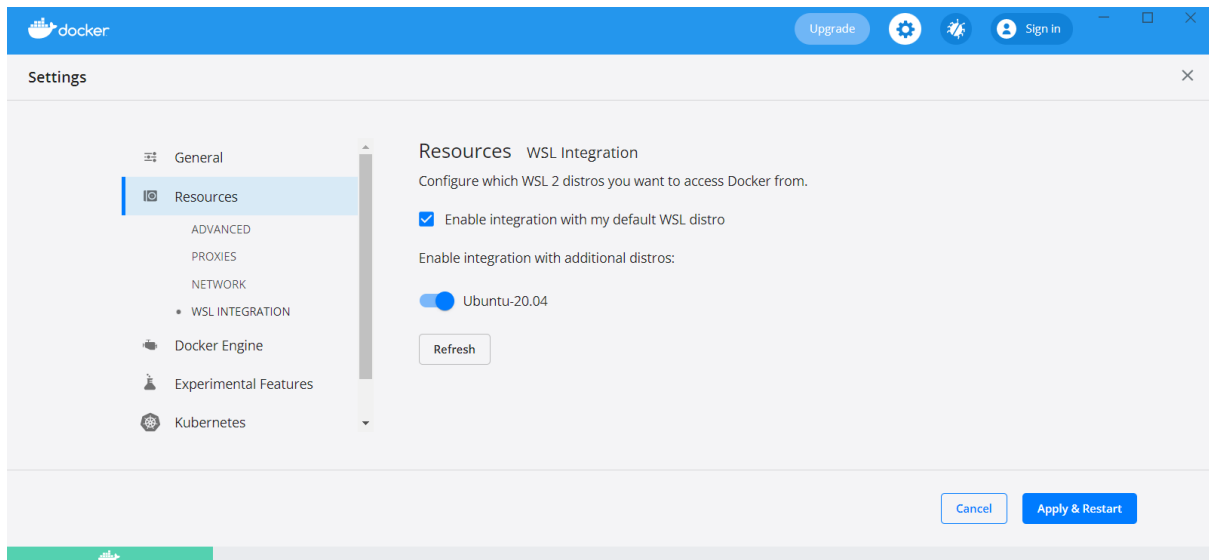 docker
Upgrade
Sign in
Settings
General
Resources
ADVANCED
PROXIES
NETWORK
WSL INTEGRATION
Docker Engine
Experimental Features
Kubernetes
Resources WSL Integration
Configure which WSL 2 distros you want to access Docker from.
Enable integration with my default WSL distro
Enable integration with additional distros:
Ubuntu-20.04
Refresh
Cancel
Apply & Restart